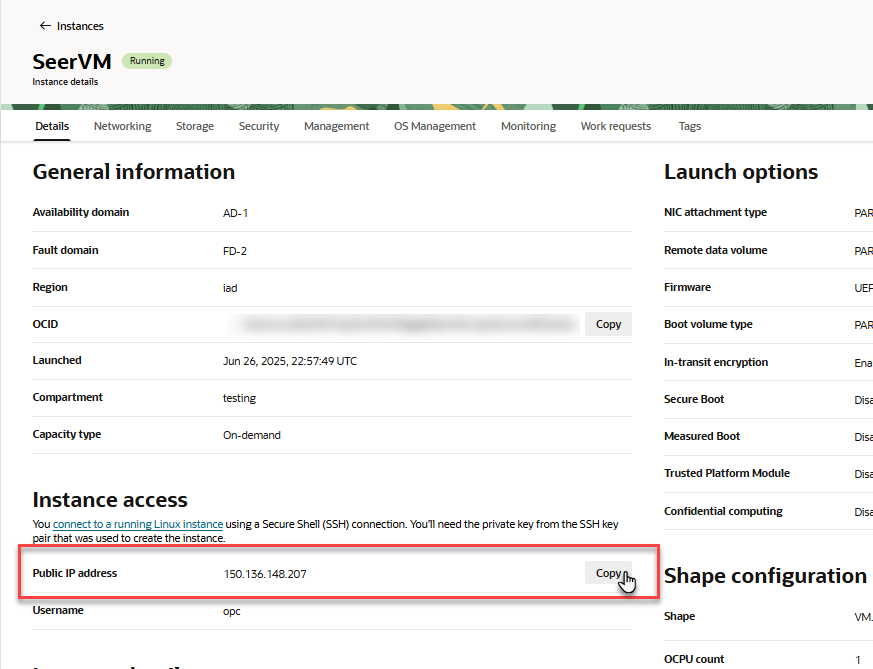 Instances
SeerVM Running
Instance details
Details Networking Storage Security Management OS Management Monitoring Work requests Tags
General information
Availability domain AD-1
Fault domain FD-2
Region iad
OCID Copy
Launched Jun 26, 2025, 22:57:49 UTC
Compartment testing
Capacity type On-demand
Instance access
You connect to a running Linux instance using a Secure Shell (SSH) connection. You'll need the private key from the SSH key
pair that was used to create the instance.
Public IP address 150.136.148.207 Copy
Username opc
Launch options
NIC attachment type PAR
Remote data volume PAR
Firmware UEF
Boot volume type PAR
In-transit encryption Ena
Secure Boot Disa
Measured Boot Disa
Trusted Platform Module Disa
Confidential computing Disa
Shape configuration
Shape VM.
OCPU count 1